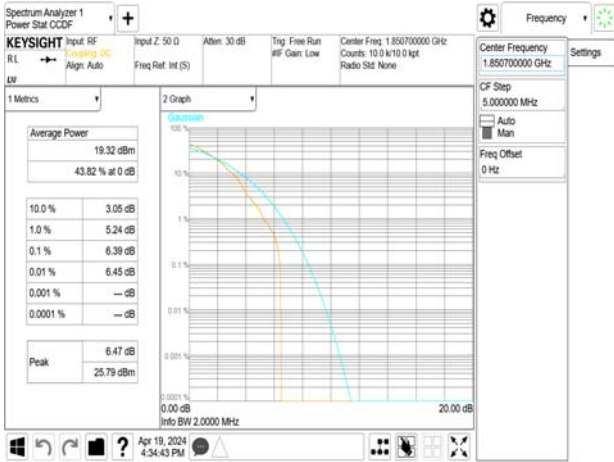 Spectrum Analyzer 1
Power Stat CCDF
Frequency
KEYSIGHT
RL
Input: RF
Coupling: DC
Align: Auto
Input Z: 50 Ω
Freq Ref: Int (S)
Atten: 30 dB
Trig: Free Run
#IF Gain: Low
Center Freq: 1.850700000 GHz
Counts: 10.0 k/10.0 kpt
Radio Std: None
Center Frequency
1.850700000 GHz
Settings
CF Step
5.000000 MHz
Auto
Man
Freq Offset
0 Hz
1 Metrics
Average Power
19.32 dBm
43.82 % at 0 dB
10.0 % 3.05 dB
1.0 % 5.24 dB
0.1 % 6.39 dB
0.01 % 6.45 dB
0.001 % --- dB
0.0001 % --- dB
Peak
6.47 dB
25.79 dBm
2 Graph
Gaussian
100 %
10 %
1 %
0.1 %
0.01 %
0.001 %
0.0001 %
0.00 dB
20.00 dB
Info BW 2.0000 MHz
Apr 19, 2024
4:34:43 PM